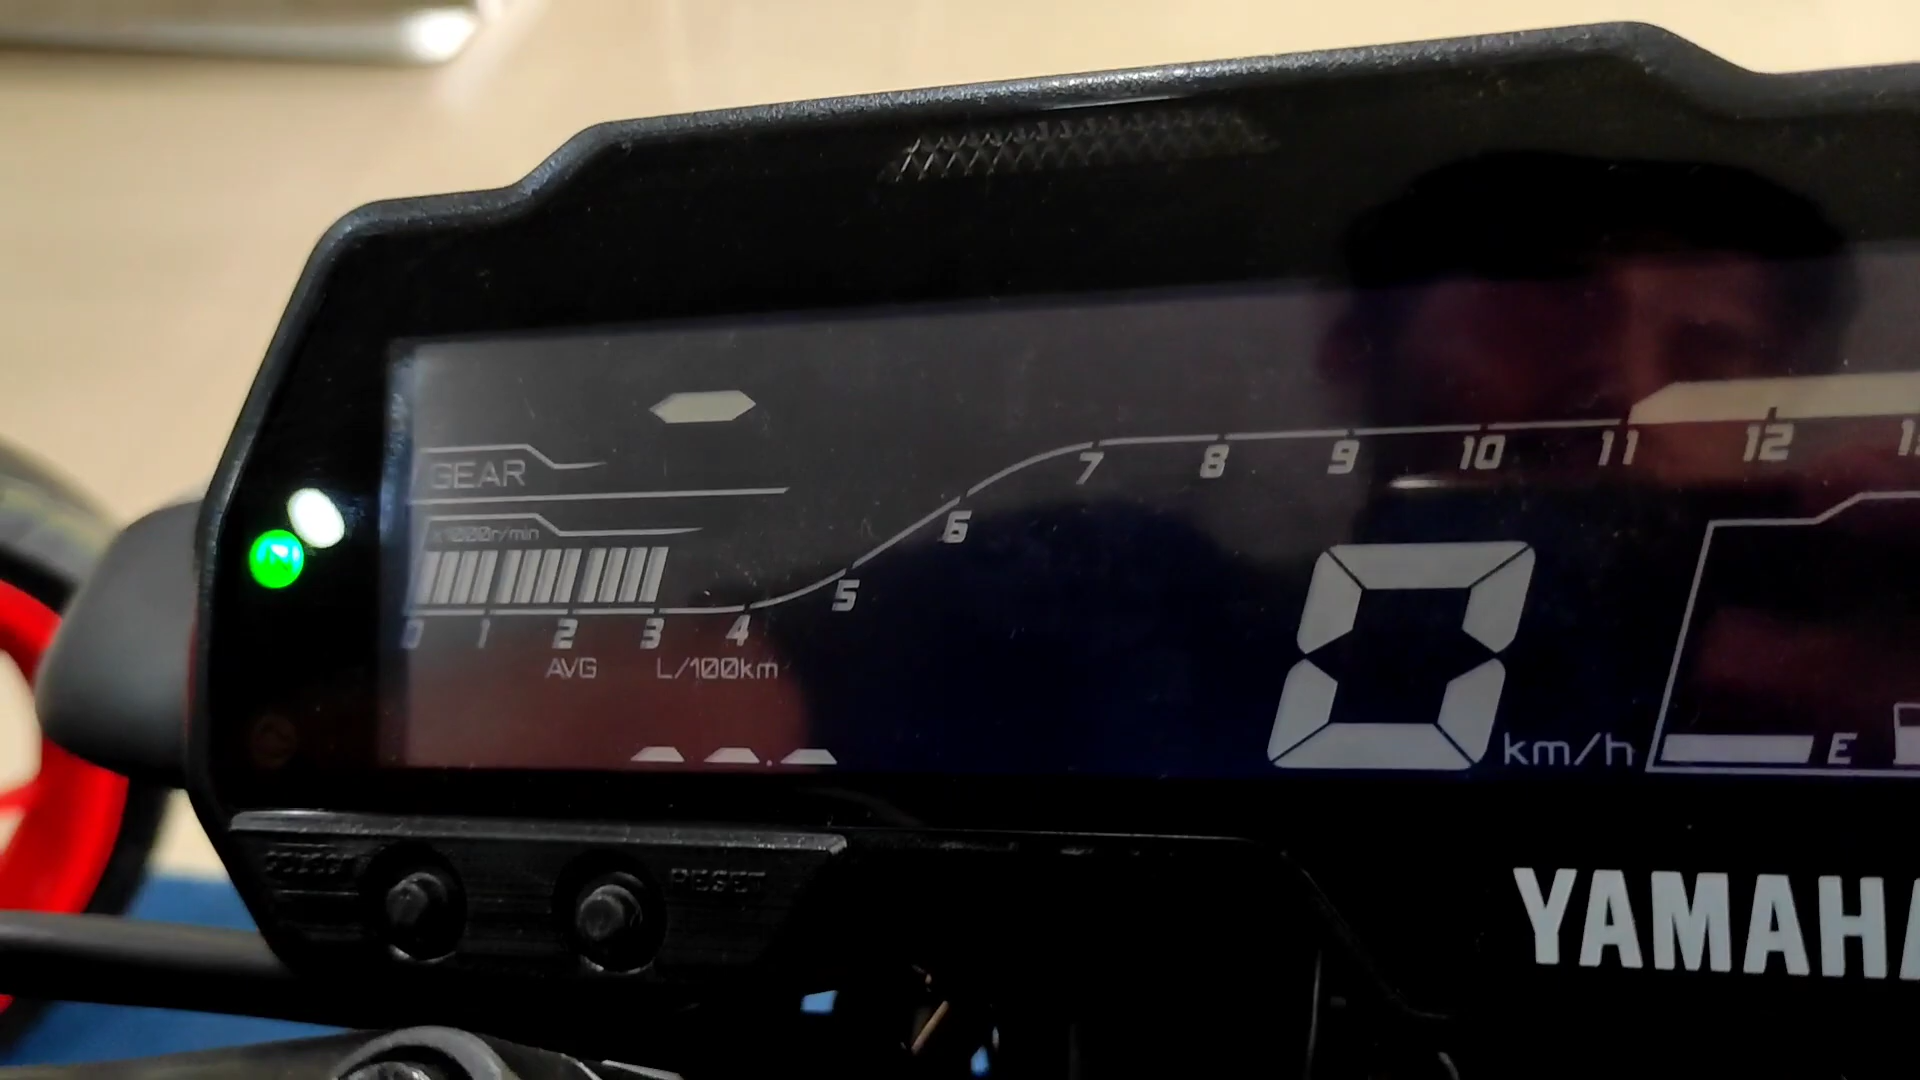 GEAR
x1000r/min
N
0 1 2 3 4 5 6 7 8 9 10 11 12
AVG L/100km
0 km/h
E
RESET
YAMAHA